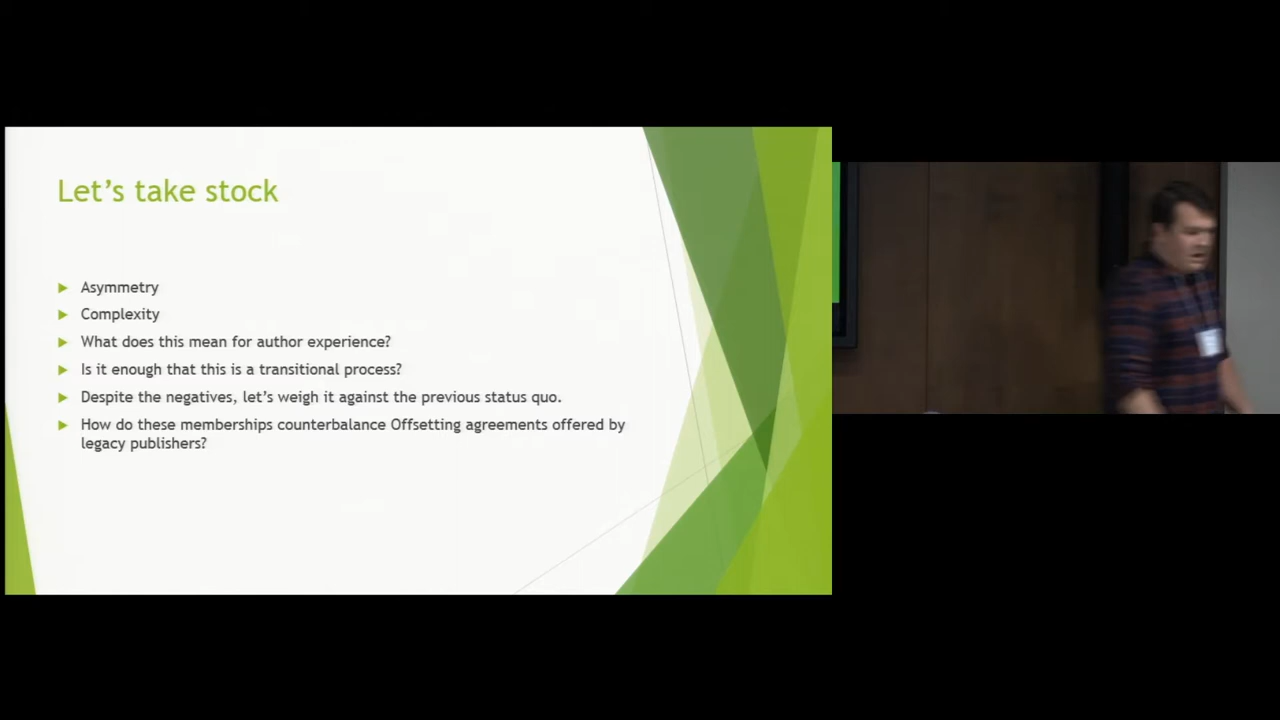 Let's take stock
Asymmetry
Complexity
What does this mean for author experience?
Is it enough that this is a transitional process?
Despite the negatives, let's weigh it against the previous status quo.
How do these memberships counterbalance Offsetting agreements offered by
legacy publishers?